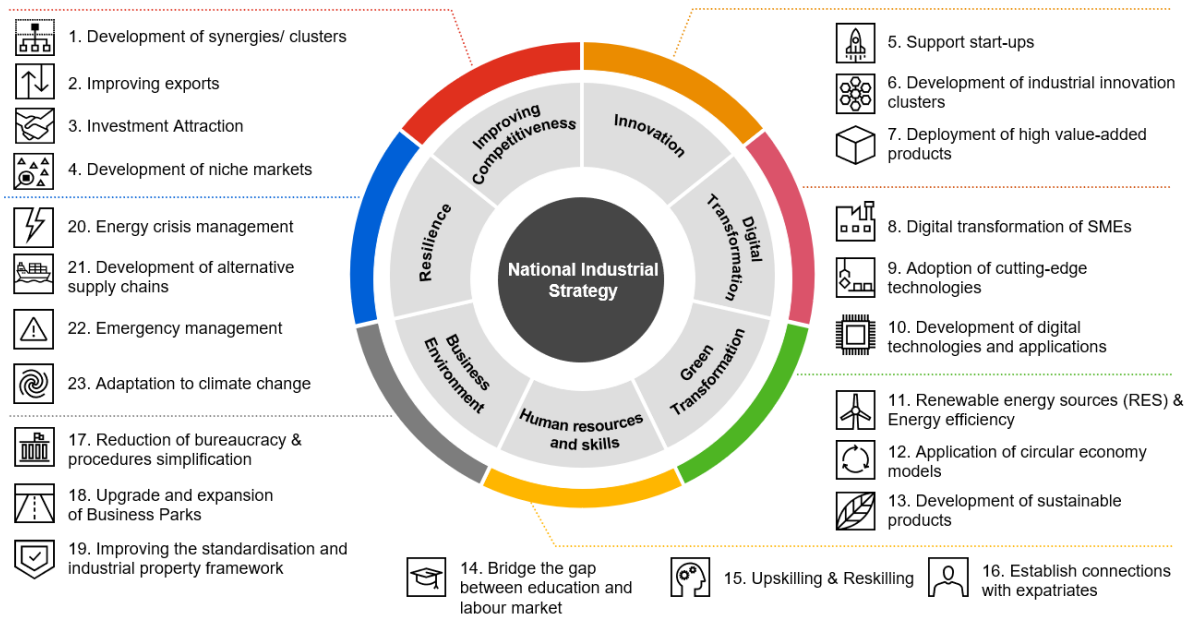 1. Development of synergies/ clusters
2. Improving exports
3. Investment Attraction
4. Development of niche markets
20. Energy crisis management
21. Development of alternative
supply chains
22. Emergency management
23. Adaptation to climate change
17. Reduction of bureaucracy &
procedures simplification
18. Upgrade and expansion
of Business Parks
19. Improving the standardisation and
industrial property framework
Improving
Competitiveness
Innovation
Digital
Transformation
Green
Transformation
Human resources
and skills
Business
Environment
Resilience
National Industrial
Strategy
5. Support start-ups
6. Development of industrial innovation
clusters
7. Deployment of high value-added
products
8. Digital transformation of SMEs
9. Adoption of cutting-edge
technologies
10. Development of digital
technologies and applications
11. Renewable energy sources (RES) &
Energy efficiency
12. Application of circular economy
models
13. Development of sustainable
products
14. Bridge the gap
between education and
labour market
15. Upskilling & Reskilling
16. Establish connections
with expatriates